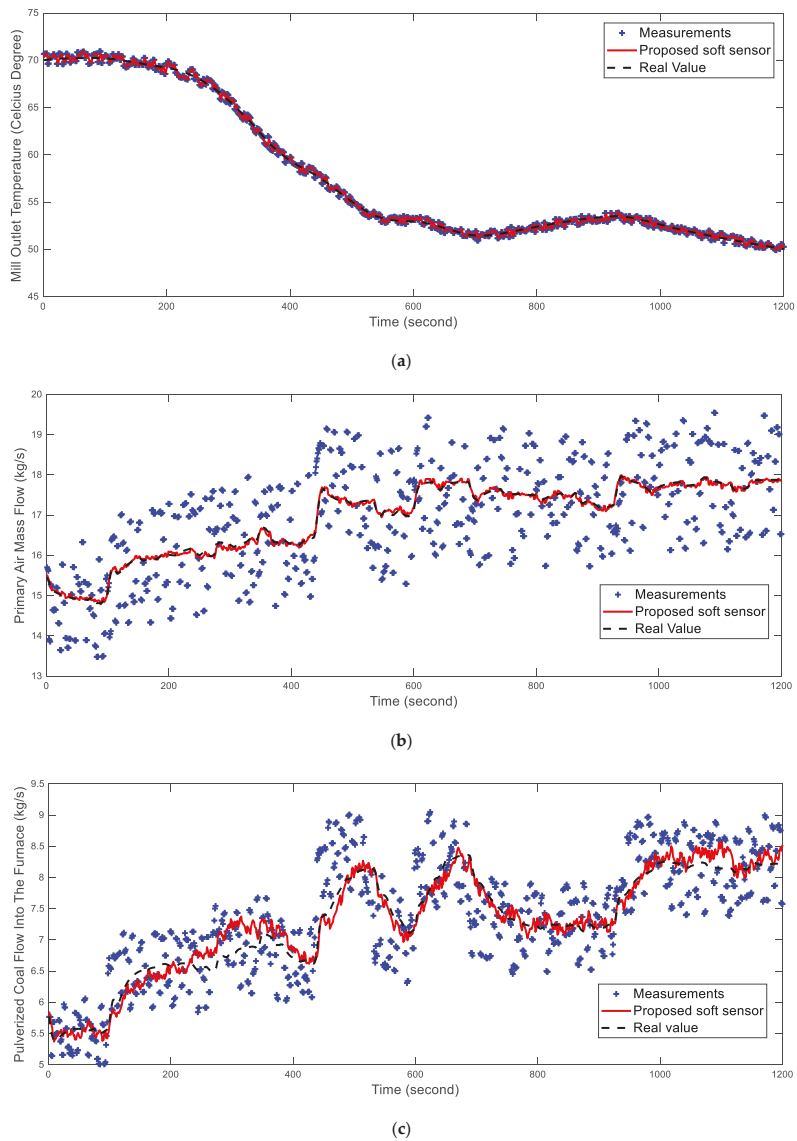 75
70
65
60
55
50
45
Mill Outlet Temperature (Celcius Degree)
Measurements
Proposed soft sensor
Real Value
0 200 400 600 800 1000 1200
Time (second)
(a)
20
19
18
17
16
15
14
13
Primary Air Mass Flow (kg/s)
Measurements
Proposed soft sensor
Real Value
0 200 400 600 800 1000 1200
Time (second)
(b)
9.5
9
8.5
8
7.5
7
6.5
6
5.5
5
Pulverized Coal Flow Into The Furnace (kg/s)
Measurements
Proposed soft sensor
Real value
0 200 400 600 800 1000 1200
Time (second)
(c)